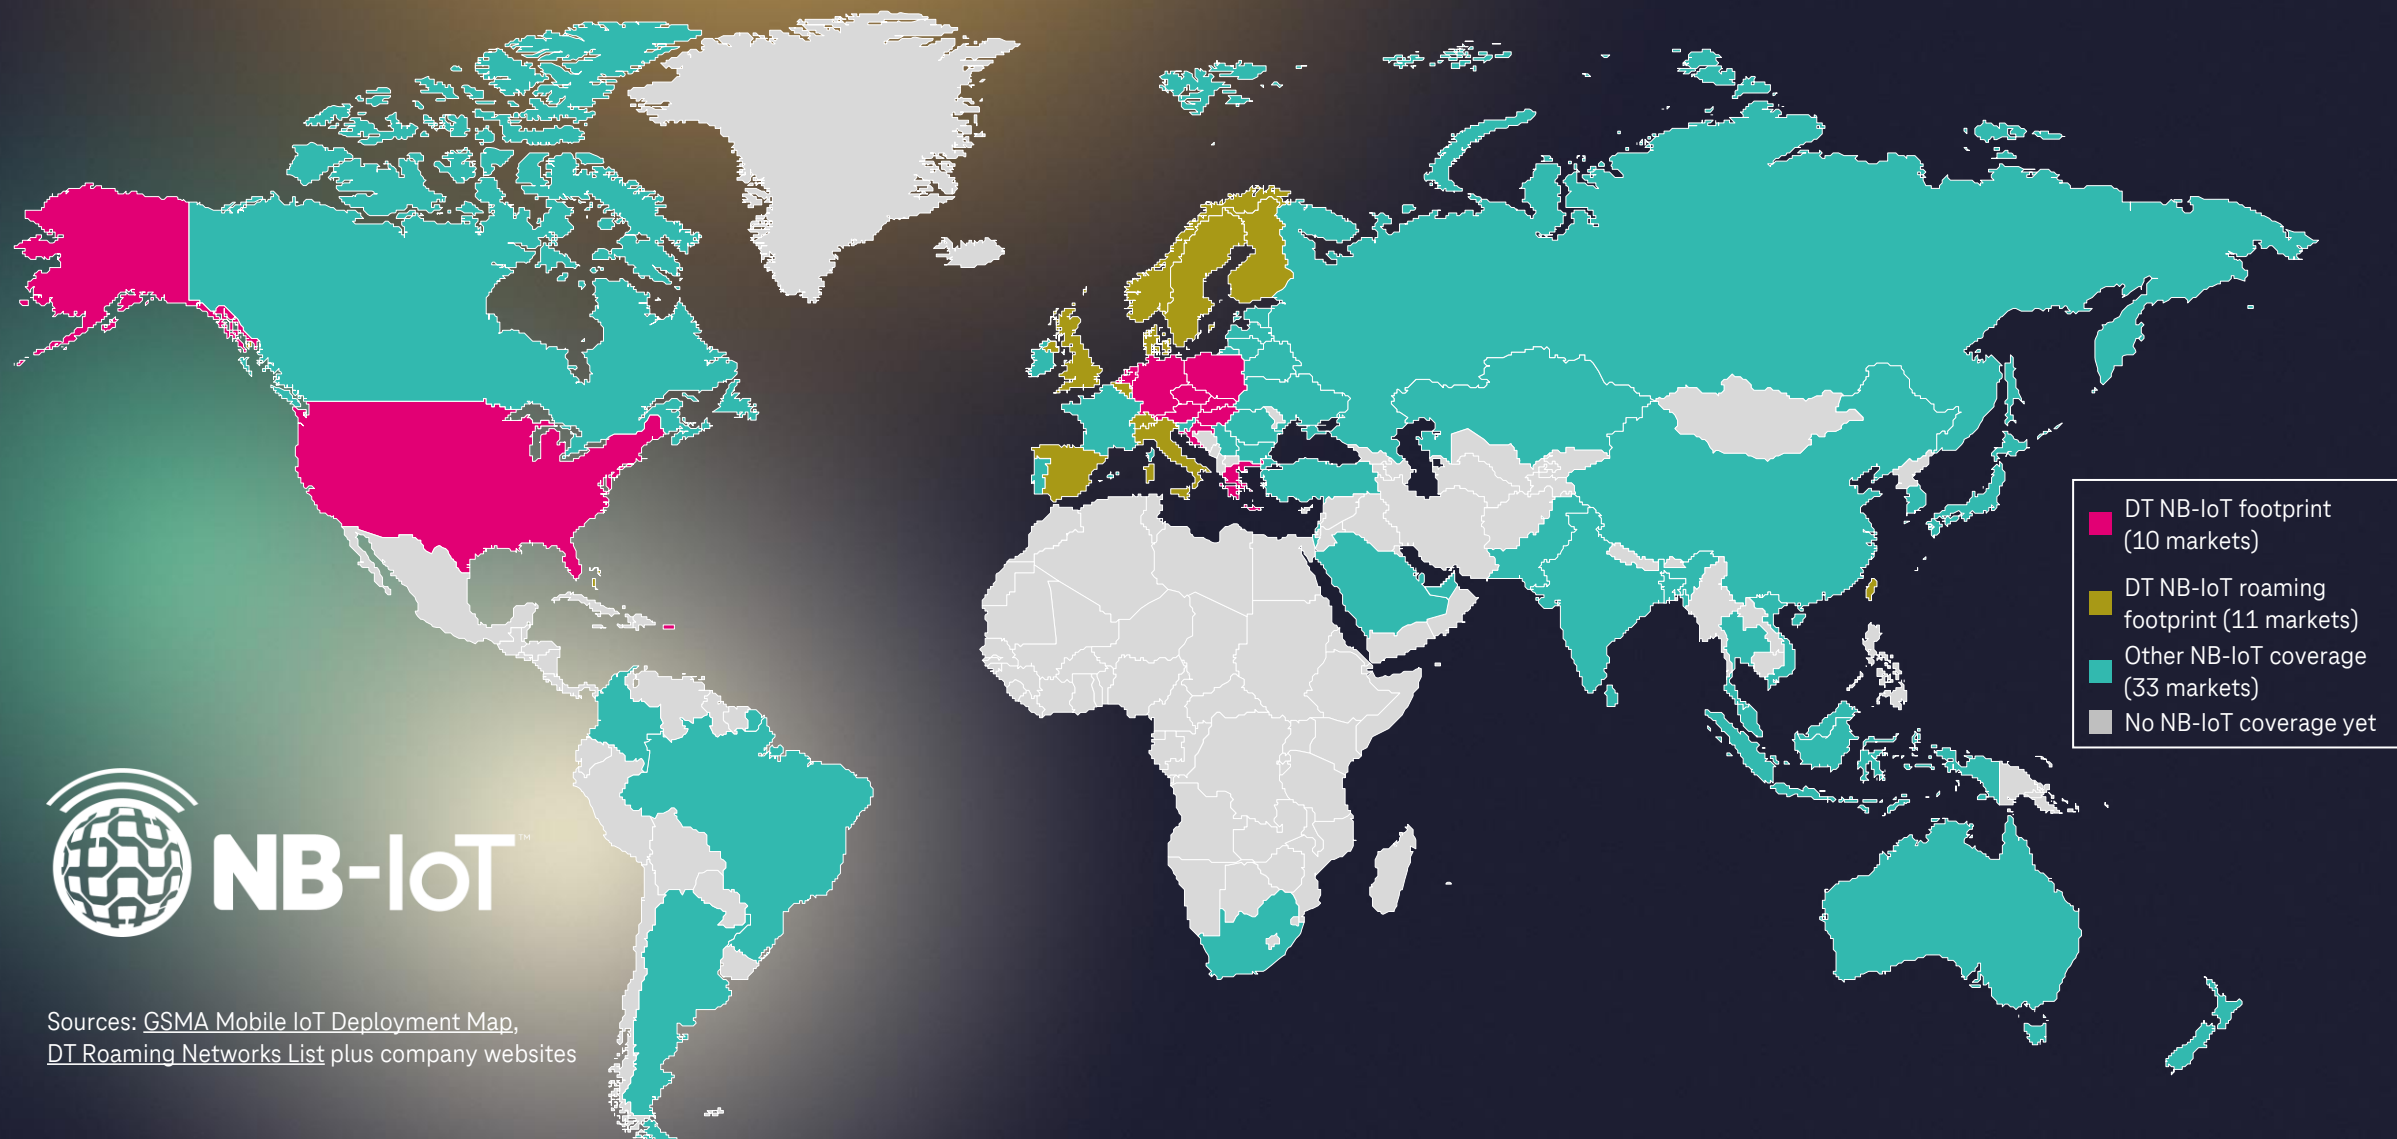 DT NB-IoT footprint
(10 markets)
DT NB-IoT roaming
footprint (11 markets)
Other NB-IoT coverage
(33 markets)
No NB-IoT coverage yet
NB-IoT™
Sources: GSMA Mobile IoT Deployment Map,
DT Roaming Networks List plus company websites